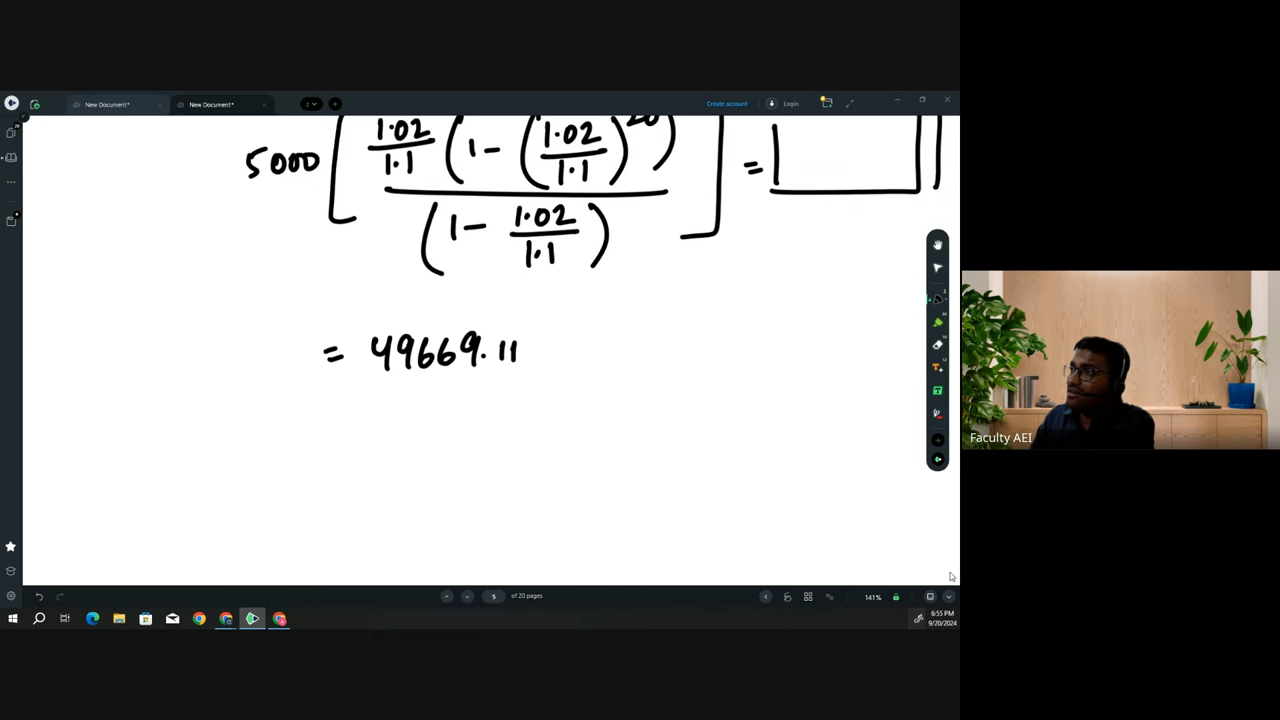 New Document*
New Document*
2
Create account
Login
1.02
1.1
( 1 - ( 1.02
1.1 ) 20 )
5000 [ ] =
( 1 - 1.02
1.1 )
= 49669.11
Faculty AEI
5 of 20 pages
141%
6:55 PM
9/20/2024